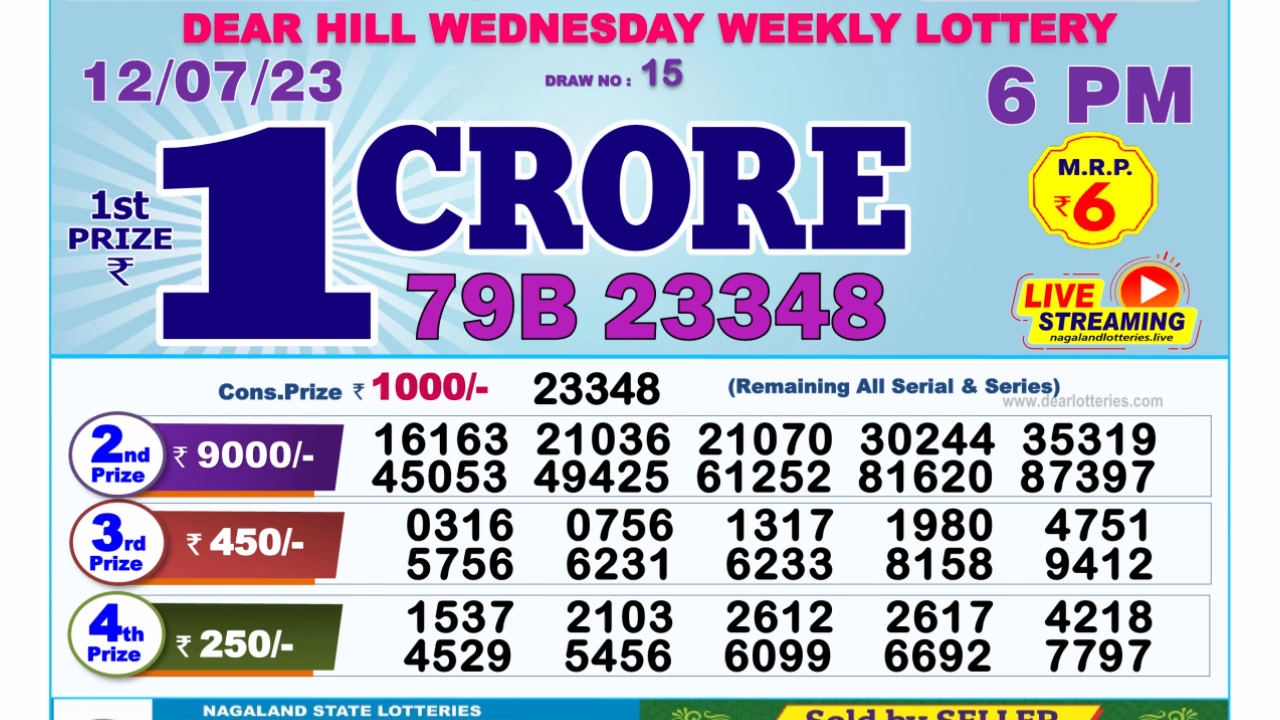 DEAR HILL WEDNESDAY WEEKLY LOTTERY
12/07/23
DRAW NO : 15
6 PM
1st PRIZE ₹
1 CRORE
M.R.P.
₹6
79B 23348
LIVE
STREAMING
nagalandlotteries.live
Cons.Prize ₹ 1000/- 23348 (Remaining All Serial & Series)
www.dearlotteries.com
2nd Prize ₹ 9000/-
16163 21036 21070 30244 35319
45053 49425 61252 81620 87397
3rd Prize ₹ 450/-
0316 0756 1317 1980 4751
5756 6231 6233 8158 9412
4th Prize ₹ 250/-
1537 2103 2612 2617 4218
4529 5456 6099 6692 7797
NAGALAND STATE LOTTERIES
Sold by SELLER